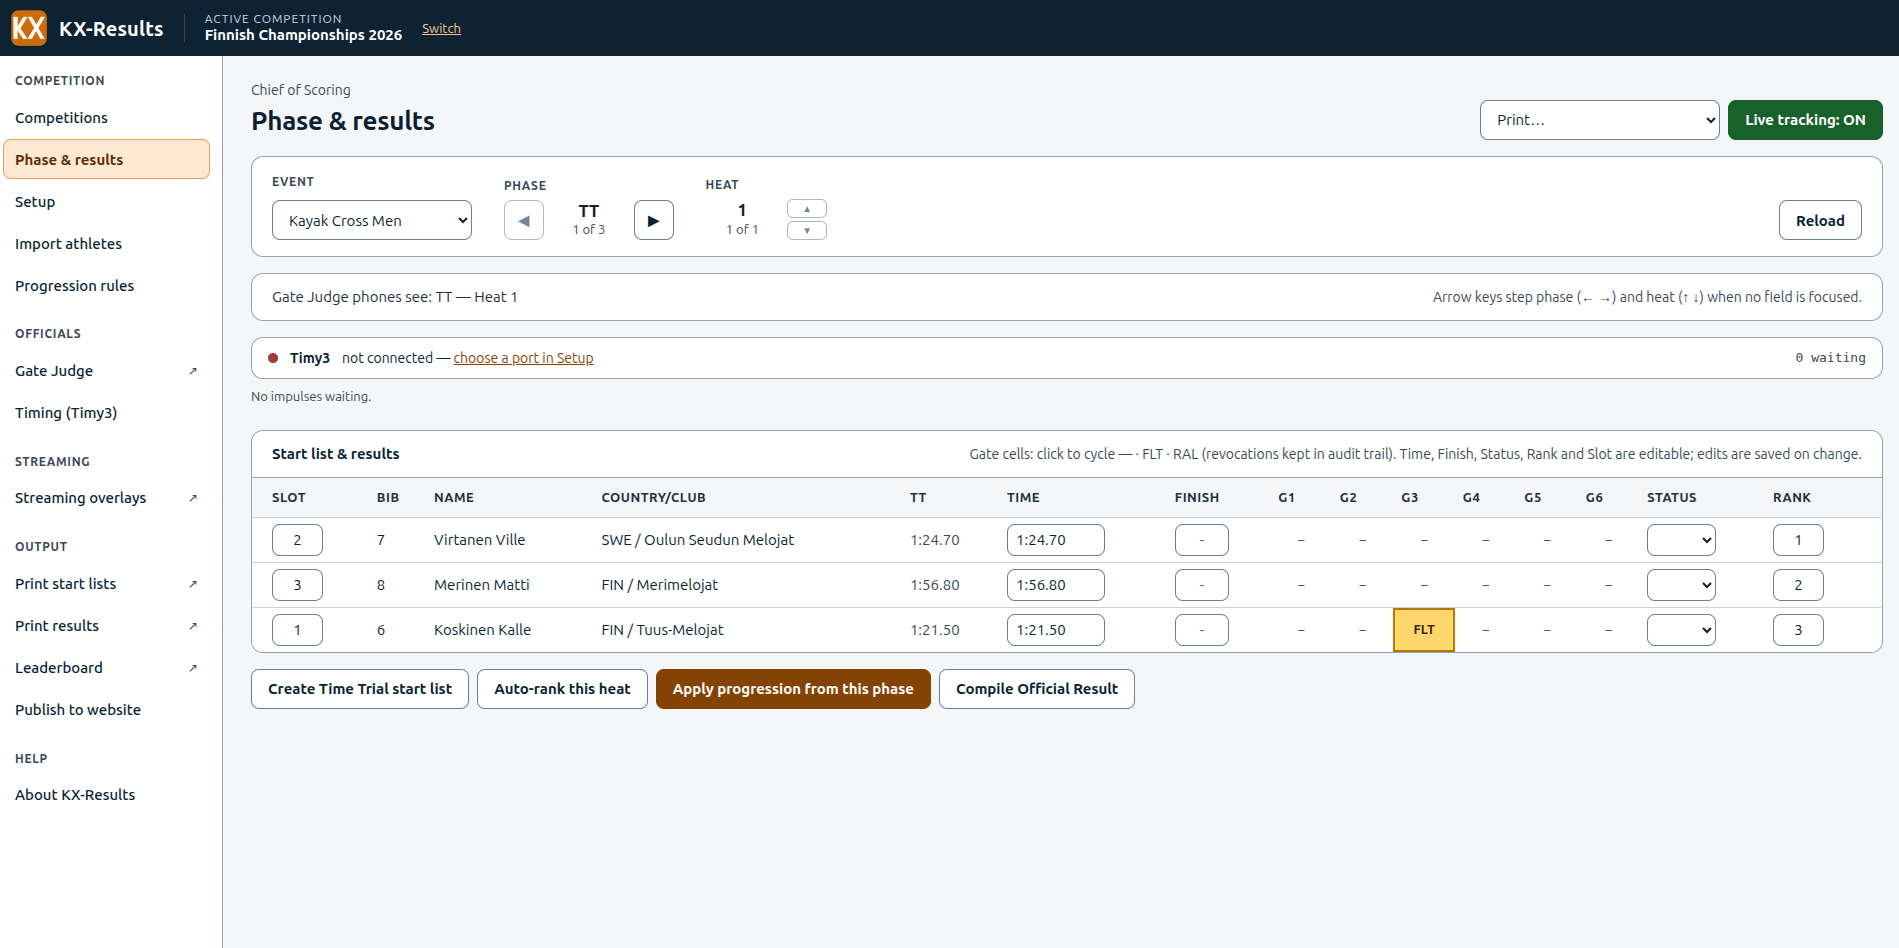 KX KX-Results
ACTIVE COMPETITION
Finnish Championships 2026
Switch
COMPETITION
Competitions
Phase & results
Setup
Import athletes
Progression rules
OFFICIALS
Gate Judge ↗
Timing (Timy3)
STREAMING
Streaming overlays ↗
OUTPUT
Print start lists ↗
Print results ↗
Leaderboard ↗
Publish to website
HELP
About KX-Results
Chief of Scoring
Phase & results
Print...
Live tracking: ON
EVENT
Kayak Cross Men
PHASE
◀ TT ▶
1 of 3
HEAT
1 ▲
1 of 1 ▼
Reload
Gate Judge phones see: TT — Heat 1
Arrow keys step phase (← →) and heat (↑ ↓) when no field is focused.
Timy3 not connected — choose a port in Setup
0 waiting
No impulses waiting.
Start list & results
Gate cells: click to cycle — · FLT · RAL (revocations kept in audit trail). Time, Finish, Status, Rank and Slot are editable; edits are saved on change.
SLOT BIB NAME COUNTRY/CLUB TT TIME FINISH G1 G2 G3 G4 G5 G6 STATUS RANK
2 7 Virtanen Ville SWE / Oulun Seudun Melojat 1:24.70 1:24.70 - – – – – – – 1
3 8 Merinen Matti FIN / Merimelojat 1:56.80 1:56.80 - – – – – – – 2
1 6 Koskinen Kalle FIN / Tuus-Melojat 1:21.50 1:21.50 - – – FLT – – – 3
Create Time Trial start list
Auto-rank this heat
Apply progression from this phase
Compile Official Result